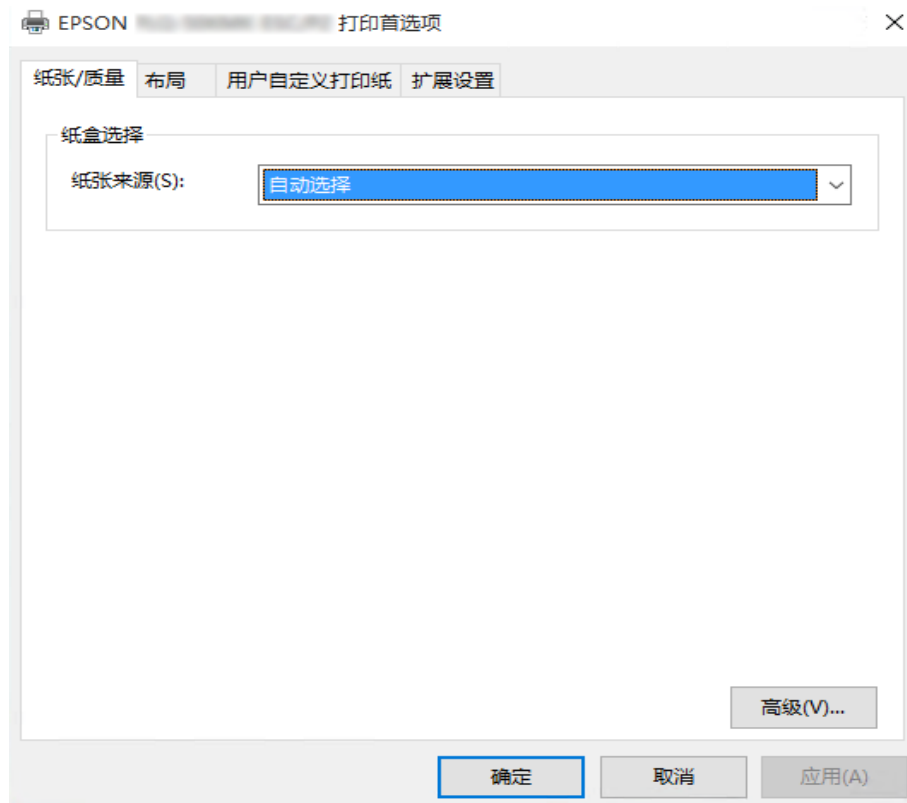 EPSON 打印首选项
纸张/质量 布局 用户自定义打印纸 扩展设置
纸盒选择
纸张来源(S): 自动选择
高级(V)...
确定 取消 应用(A)